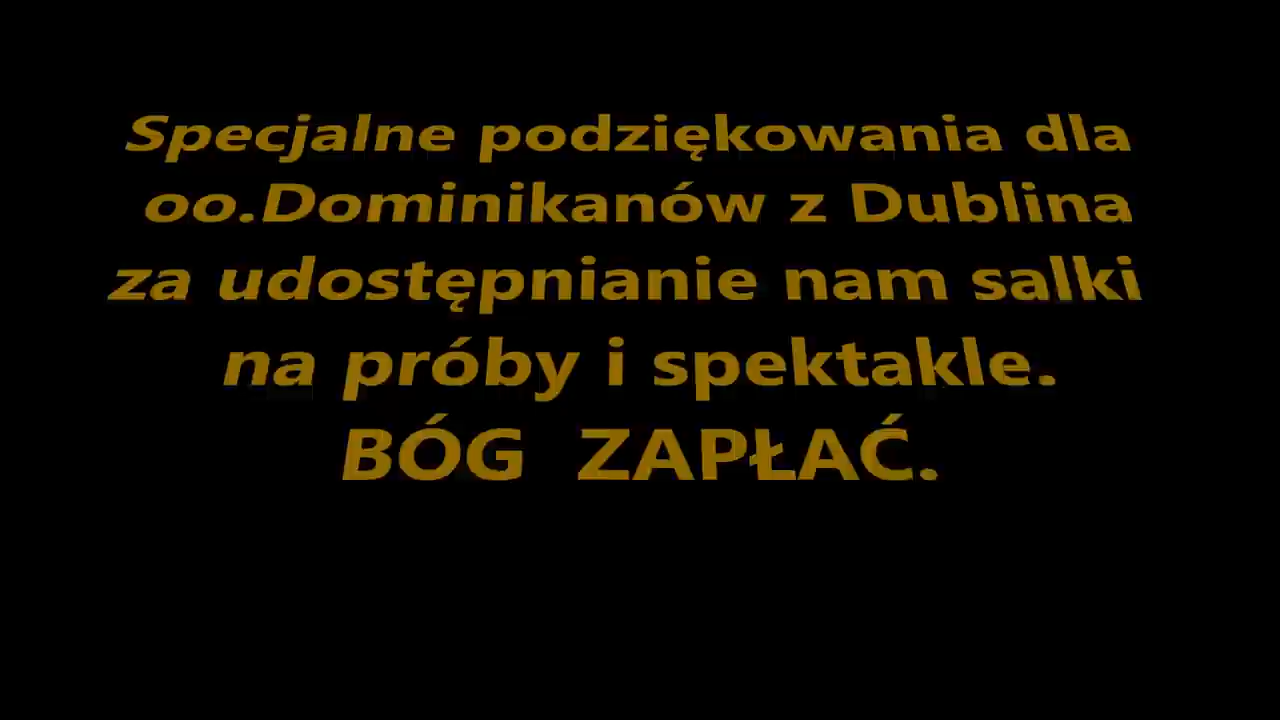 Specjalne podziękowania dla
oo.Dominikanów z Dublina
za udostępnianie nam salki
na próby i spektakle.
BÓG ZAPŁAĆ.